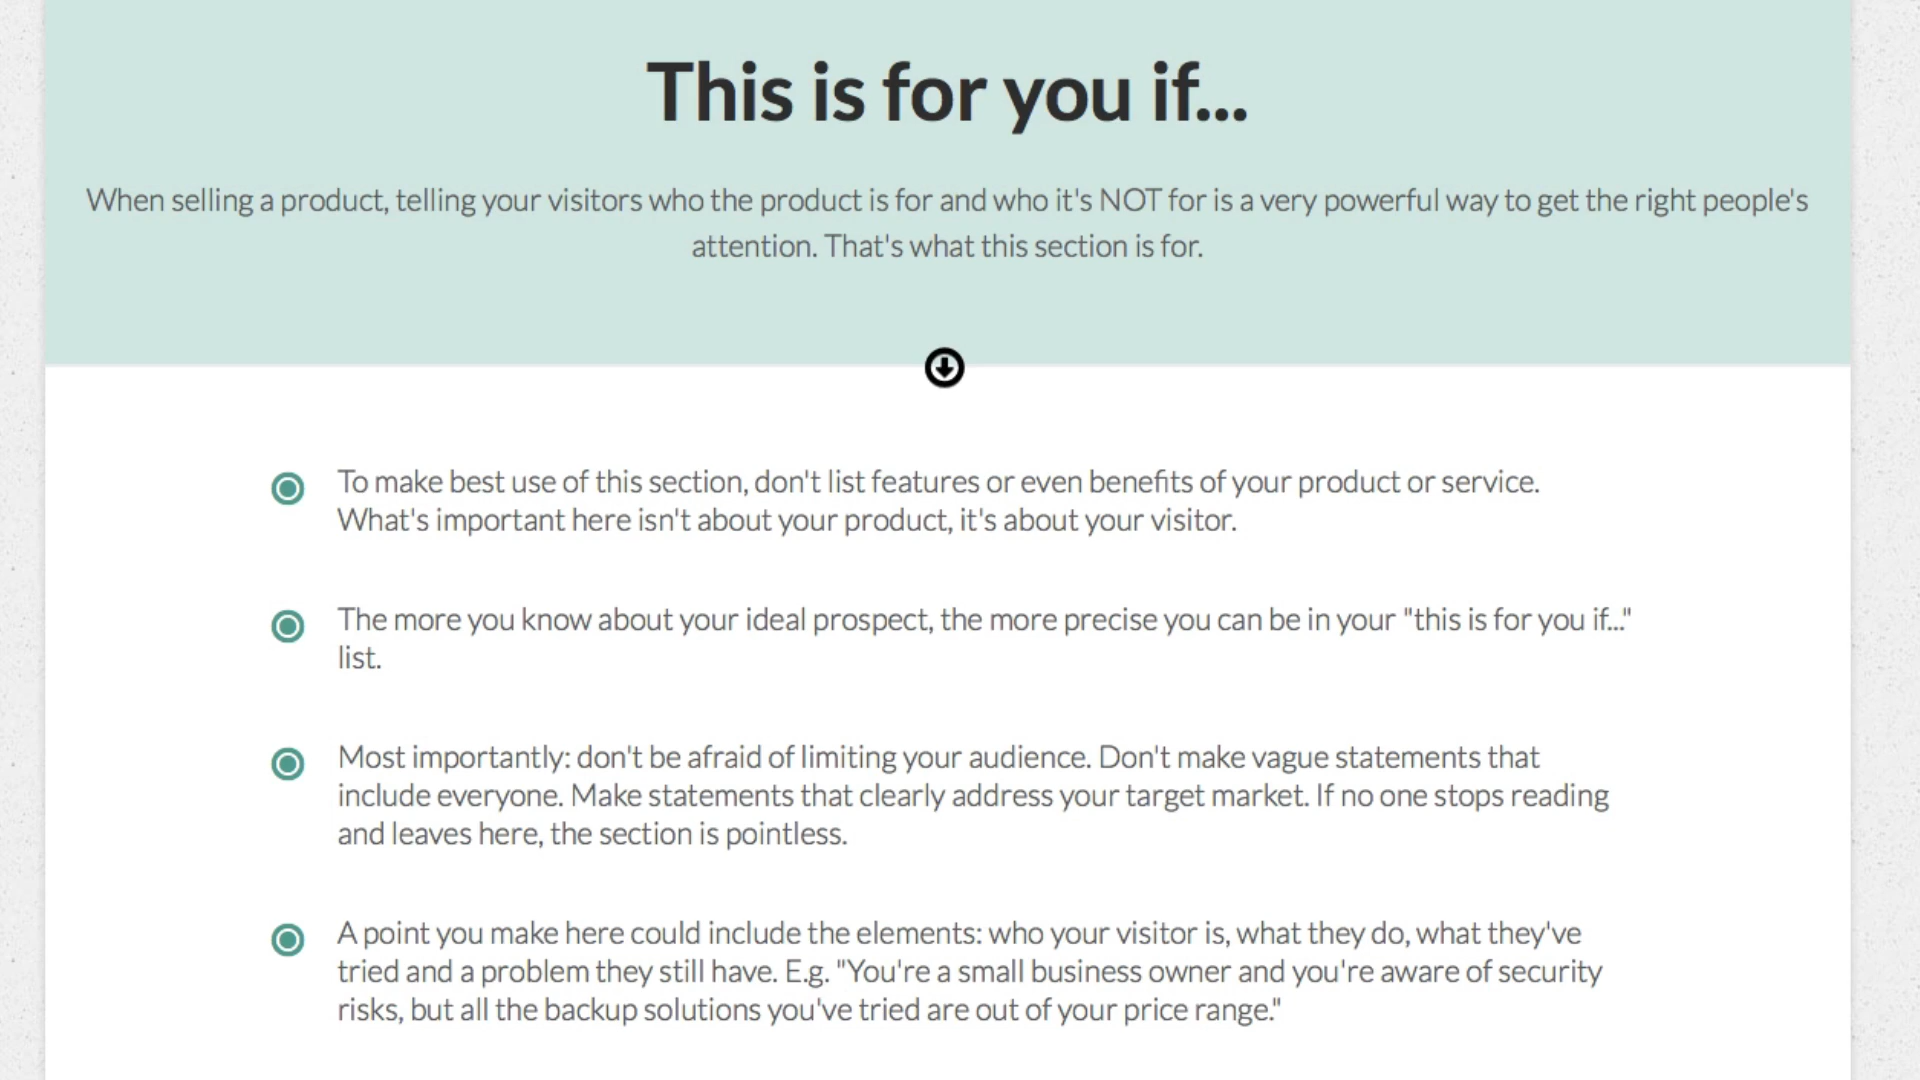 This is for you if...
When selling a product, telling your visitors who the product is for and who it's NOT for is a very powerful way to get the right people's
attention. That's what this section is for.
To make best use of this section, don't list features or even benefits of your product or service.
What's important here isn't about your product, it's about your visitor.
The more you know about your ideal prospect, the more precise you can be in your "this is for you if..."
list.
Most importantly: don't be afraid of limiting your audience. Don't make vague statements that
include everyone. Make statements that clearly address your target market. If no one stops reading
and leaves here, the section is pointless.
A point you make here could include the elements: who your visitor is, what they do, what they've
tried and a problem they still have. E.g. "You're a small business owner and you're aware of security
risks, but all the backup solutions you've tried are out of your price range."